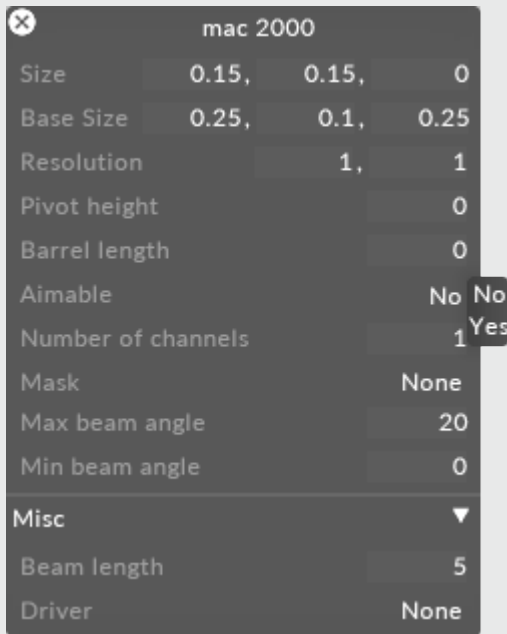 mac 2000
Size 0.15, 0.15, 0
Base Size 0.25, 0.1, 0.25
Resolution 1, 1
Pivot height 0
Barrel length 0
Aimable No No
Yes
Number of channels 1
Mask None
Max beam angle 20
Min beam angle 0
Misc
Beam length 5
Driver None